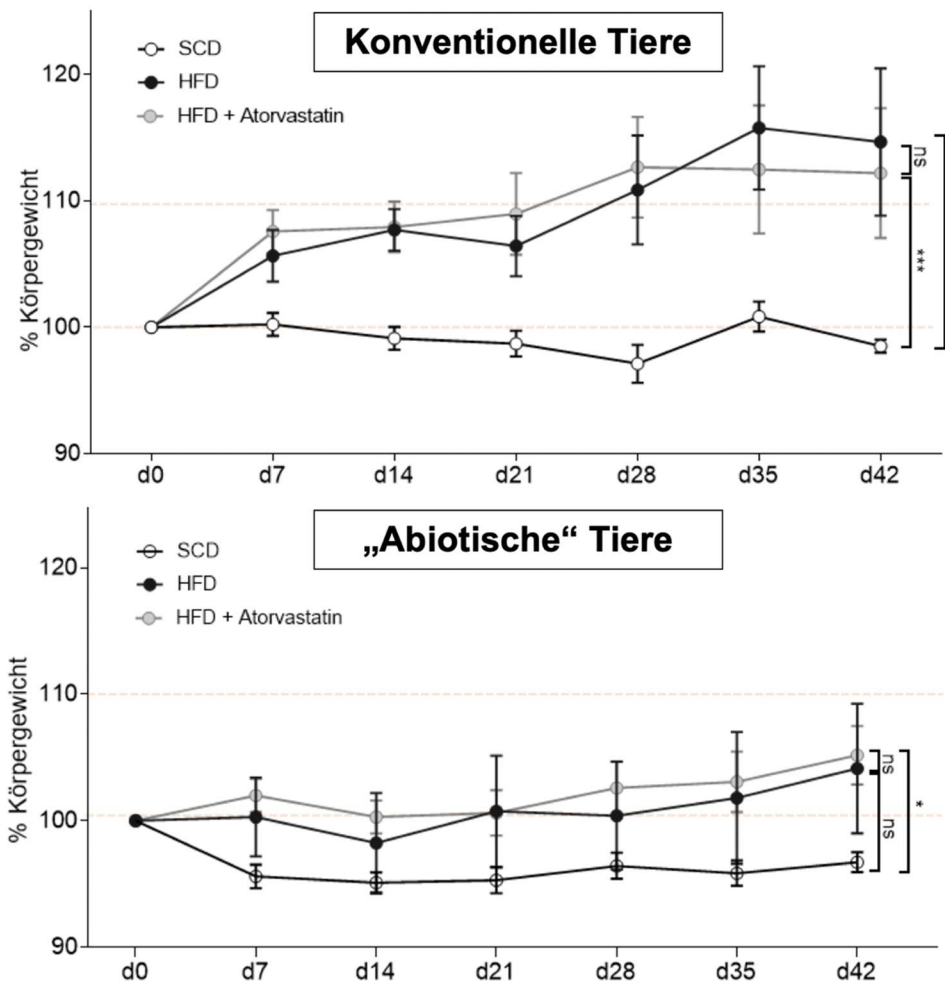 Konventionelle Tiere
SCD
HFD
HFD + Atorvastatin
% Körpergewicht
120
110
100
90
ns
***
d0 d7 d14 d21 d28 d35 d42
„Abiotische“ Tiere
SCD
HFD
HFD + Atorvastatin
% Körpergewicht
120
110
100
90
ns
ns
*
d0 d7 d14 d21 d28 d35 d42